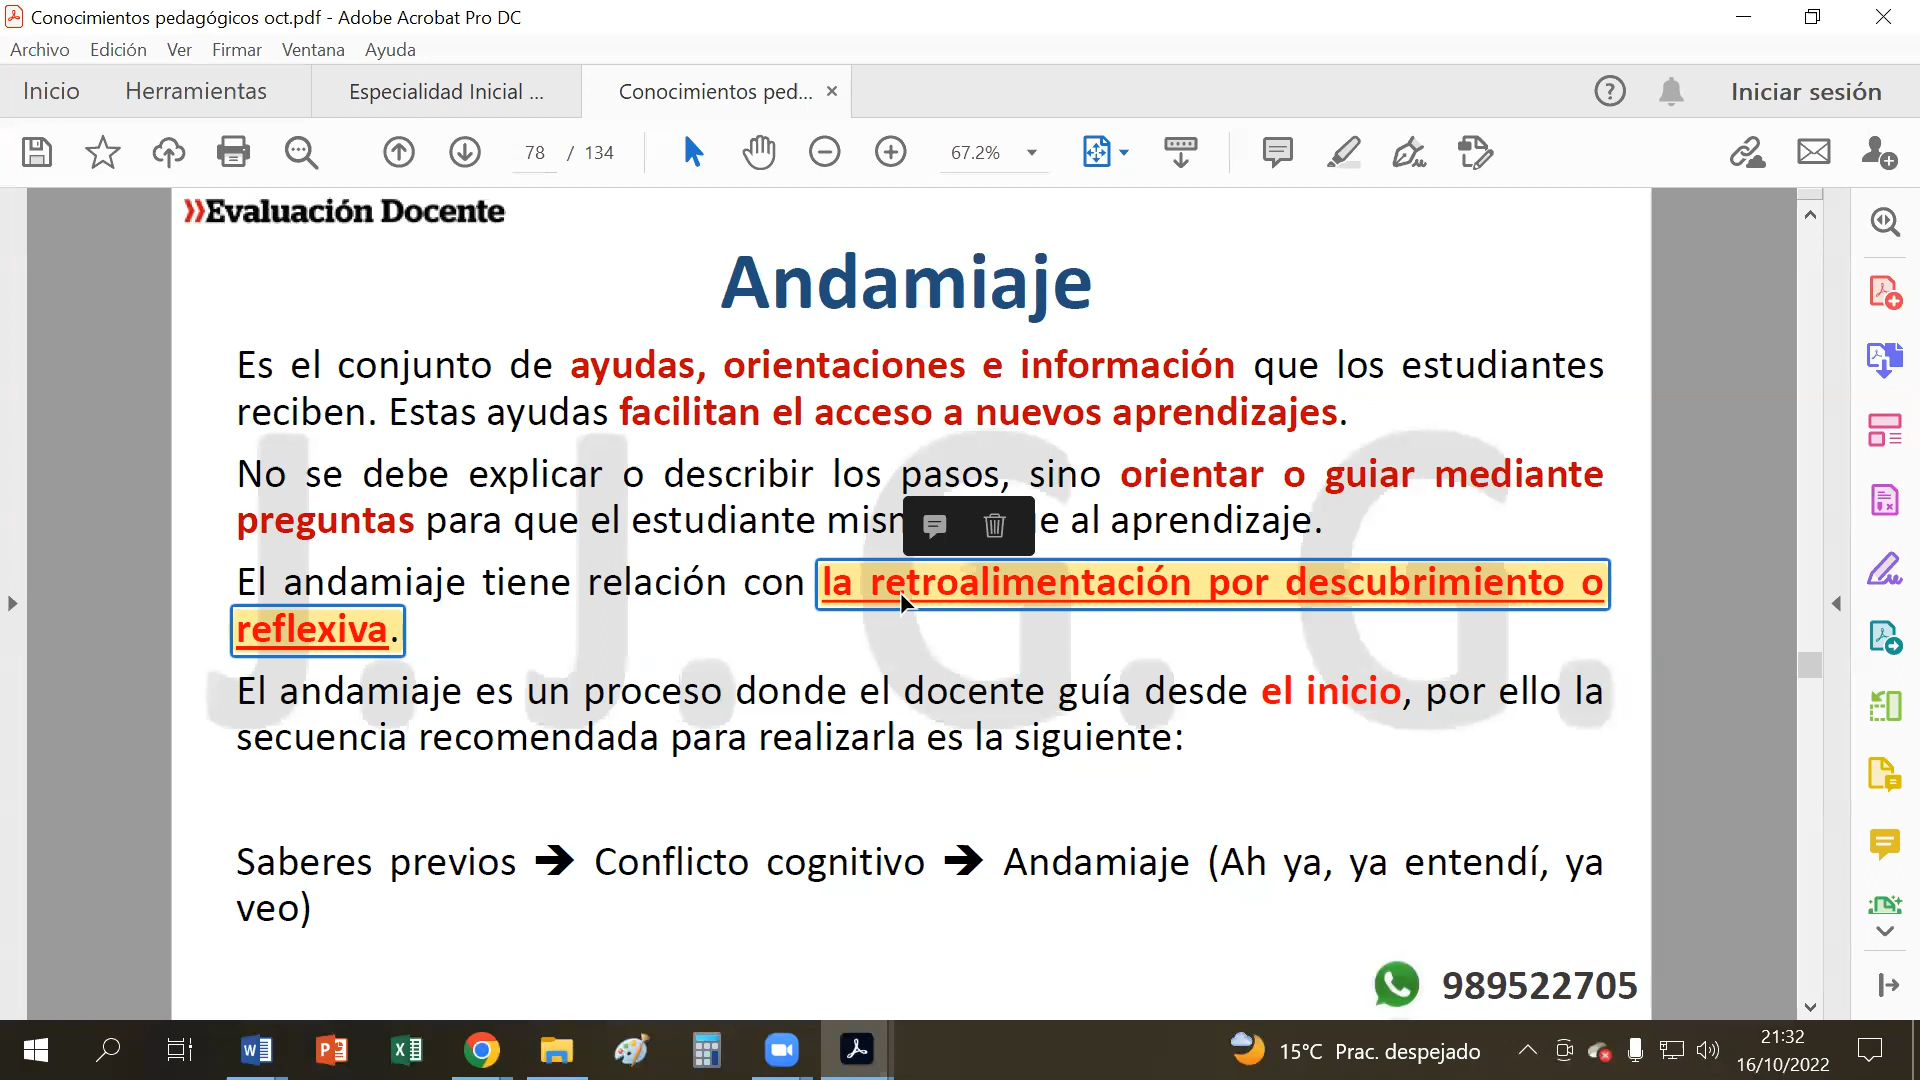 Conocimientos pedagógicos oct.pdf - Adobe Acrobat Pro DC
Archivo Edición Ver Firmar Ventana Ayuda
Inicio Herramientas Especialidad Inicial ... Conocimientos ped... × Iniciar sesión
78 / 134 67.2%
Evaluación Docente
Andamiaje
Es el conjunto de ayudas, orientaciones e información que los estudiantes
reciben. Estas ayudas facilitan el acceso a nuevos aprendizajes.
No se debe explicar o describir los pasos, sino orientar o guiar mediante
preguntas para que el estudiante al aprendizaje.
El andamiaje tiene relación con la retroalimentación por descubrimiento o
reflexiva.
El andamiaje es un proceso donde el docente guía desde el inicio, por ello la
secuencia recomendada para realizarla es la siguiente:
Saberes previos ➔ Conflicto cognitivo ➔ Andamiaje (Ah ya, ya entendí, ya
veo)
J. J. G. G.
989522705
15°C Prac. despejado
21:32
16/10/2022